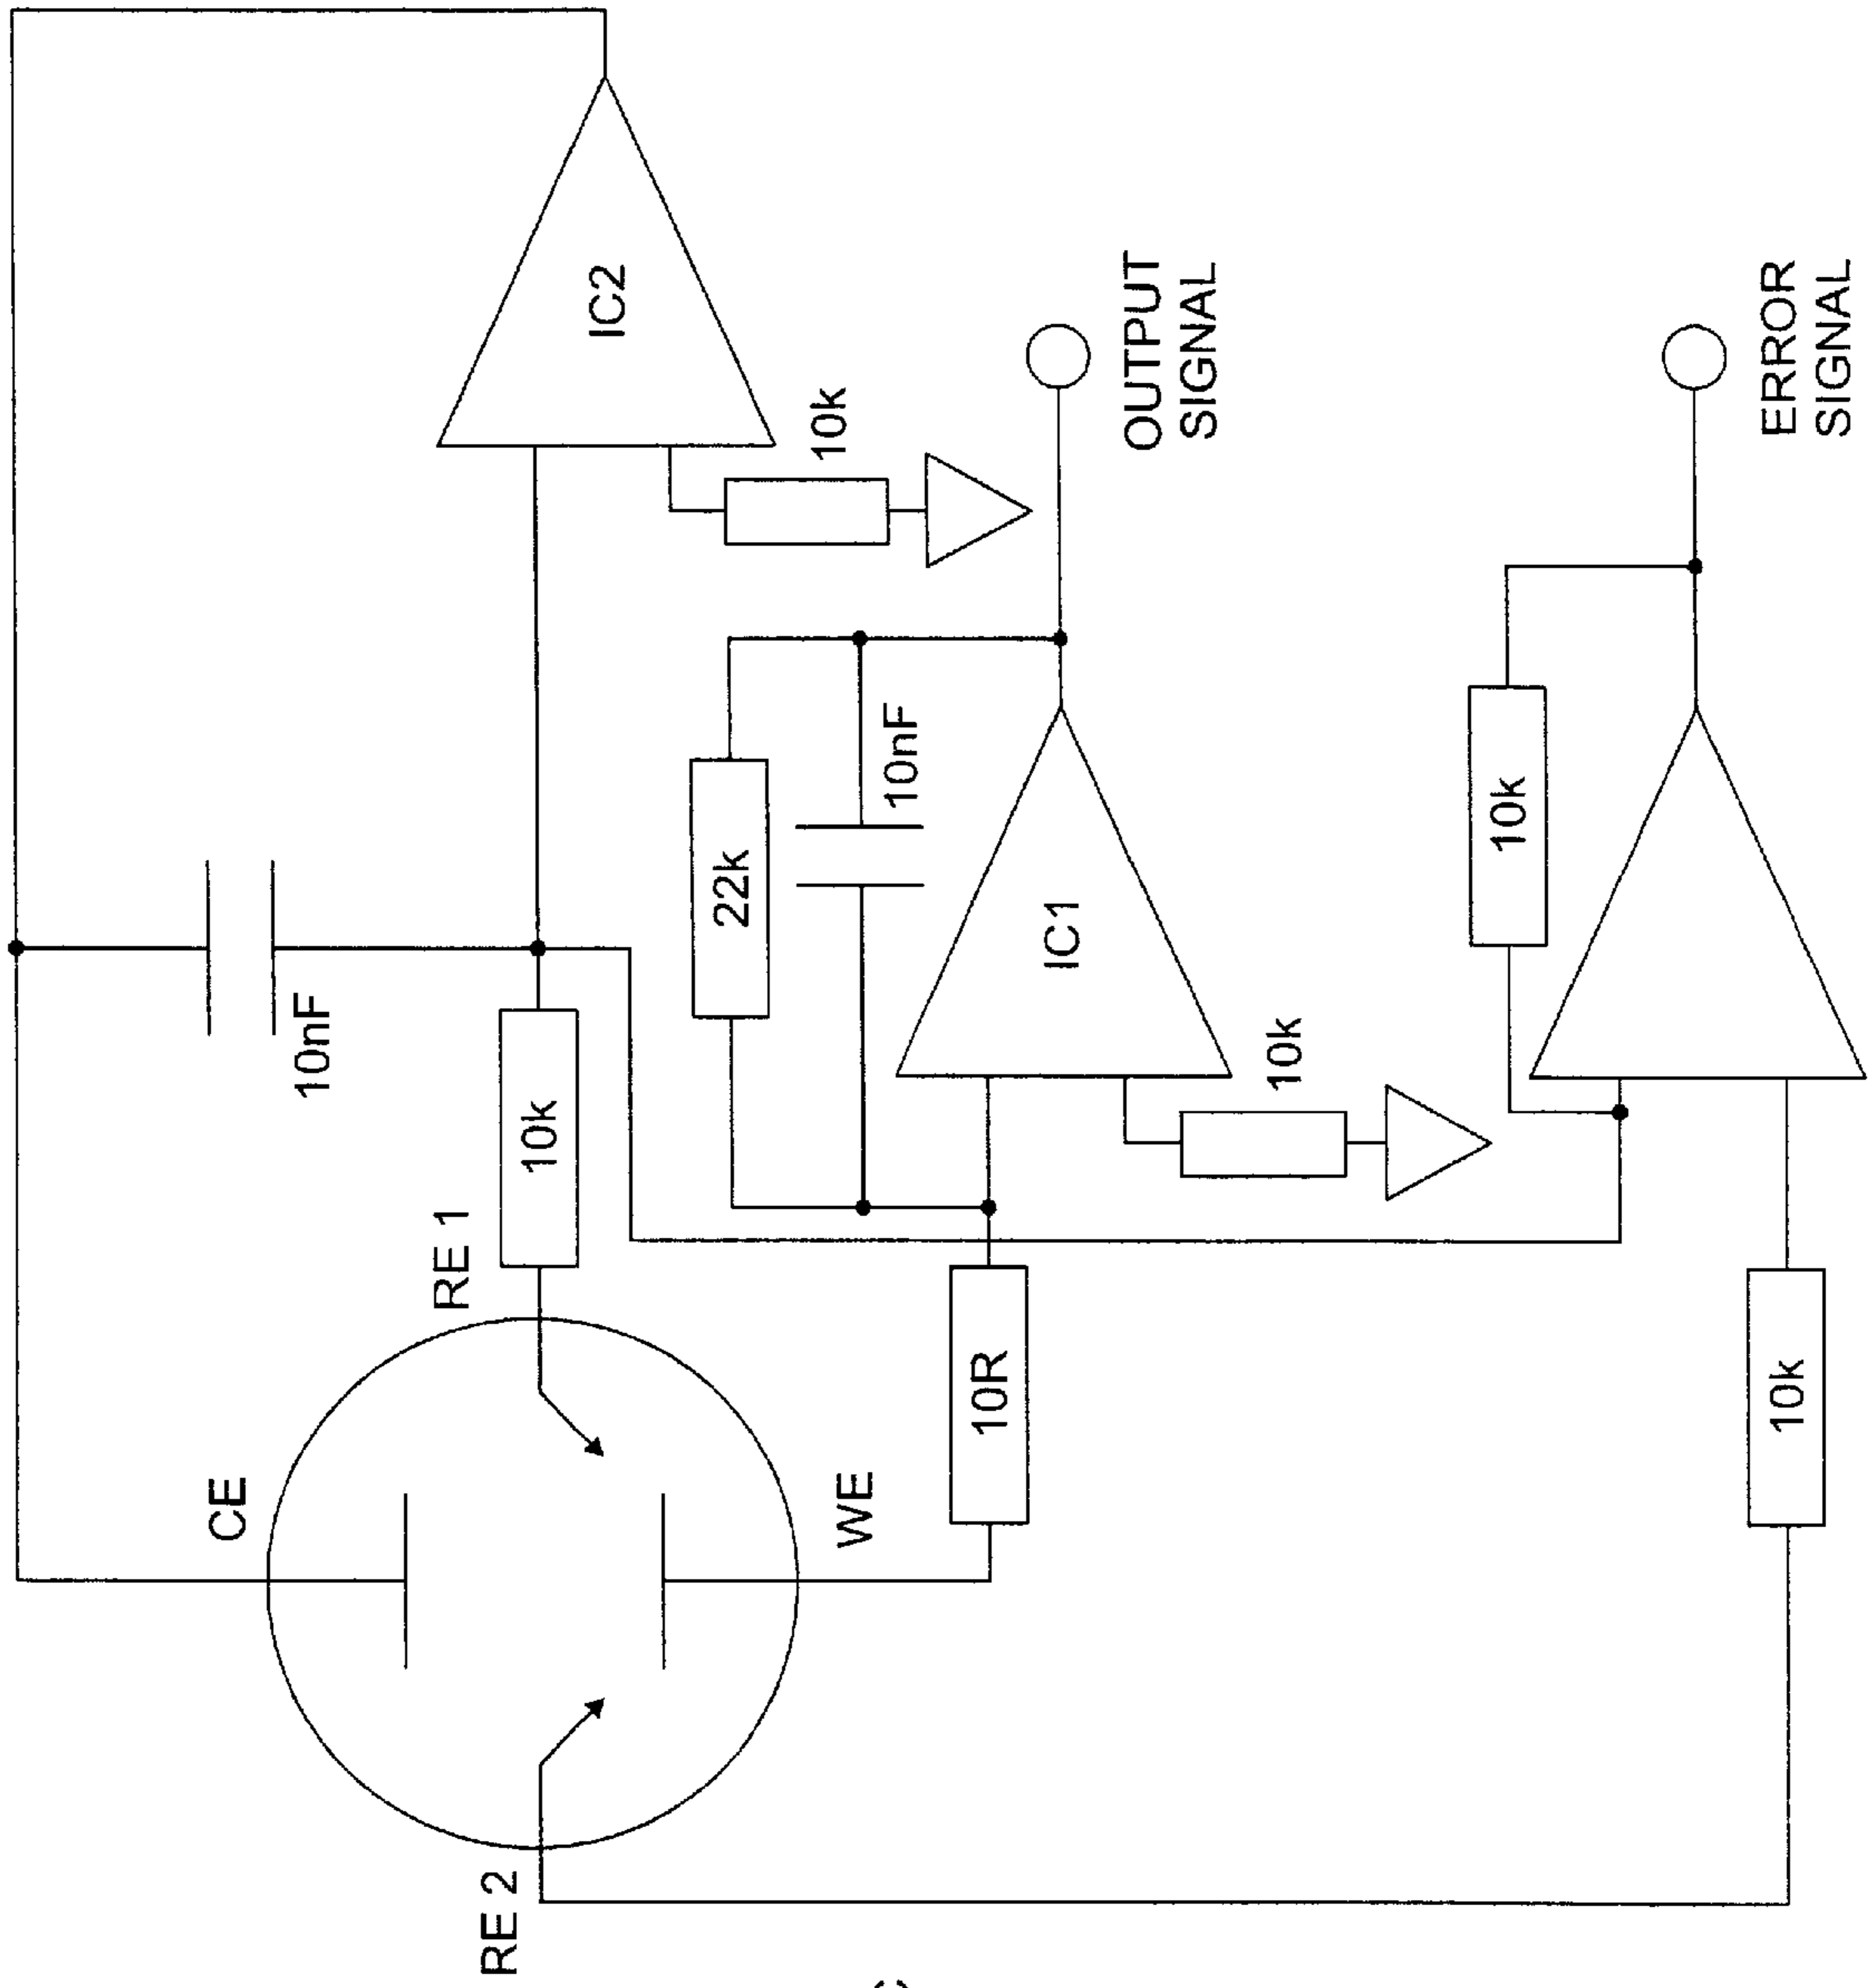 CE
10nF
IC2
RE 1
10k
10k
22k
10nF
RE 2
WE
10R
IC1
10k
OUTPUT
SIGNAL
10k
10k
ERROR
SIGNAL